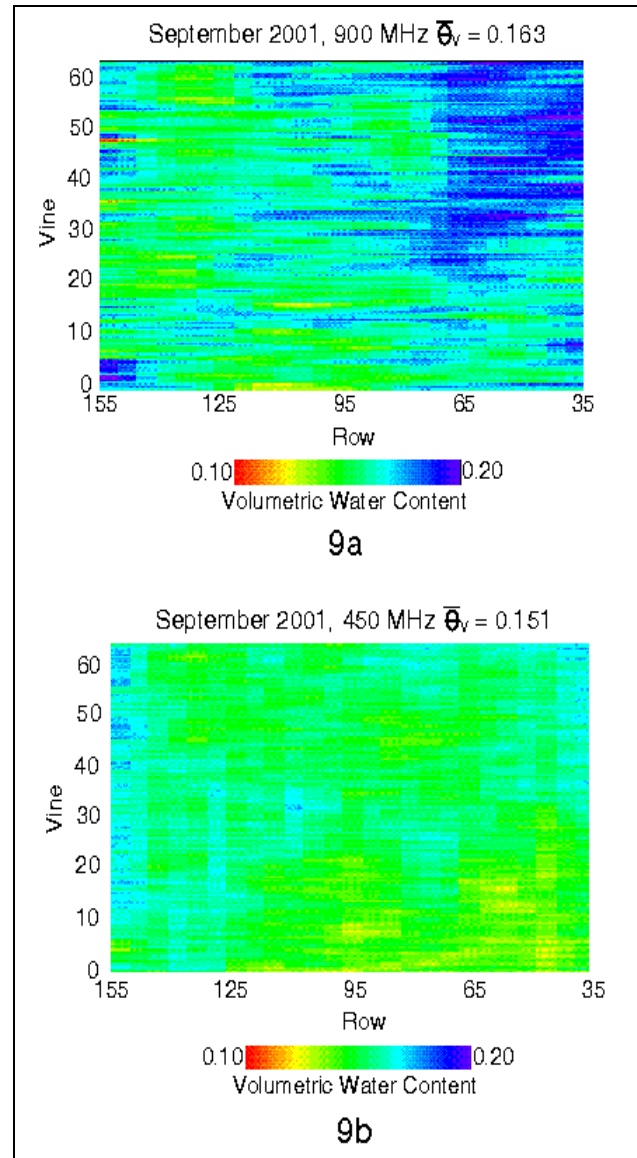 September 2001, 900 MHz θ̅v = 0.163
60
50
40
30
20
10
0
Vine
155 125 95 65 35
Row
0.10 0.20
Volumetric Water Content
9a
September 2001, 450 MHz θ̅v = 0.151
60
50
40
30
20
10
0
Vine
155 125 95 65 35
Row
0.10 0.20
Volumetric Water Content
9b